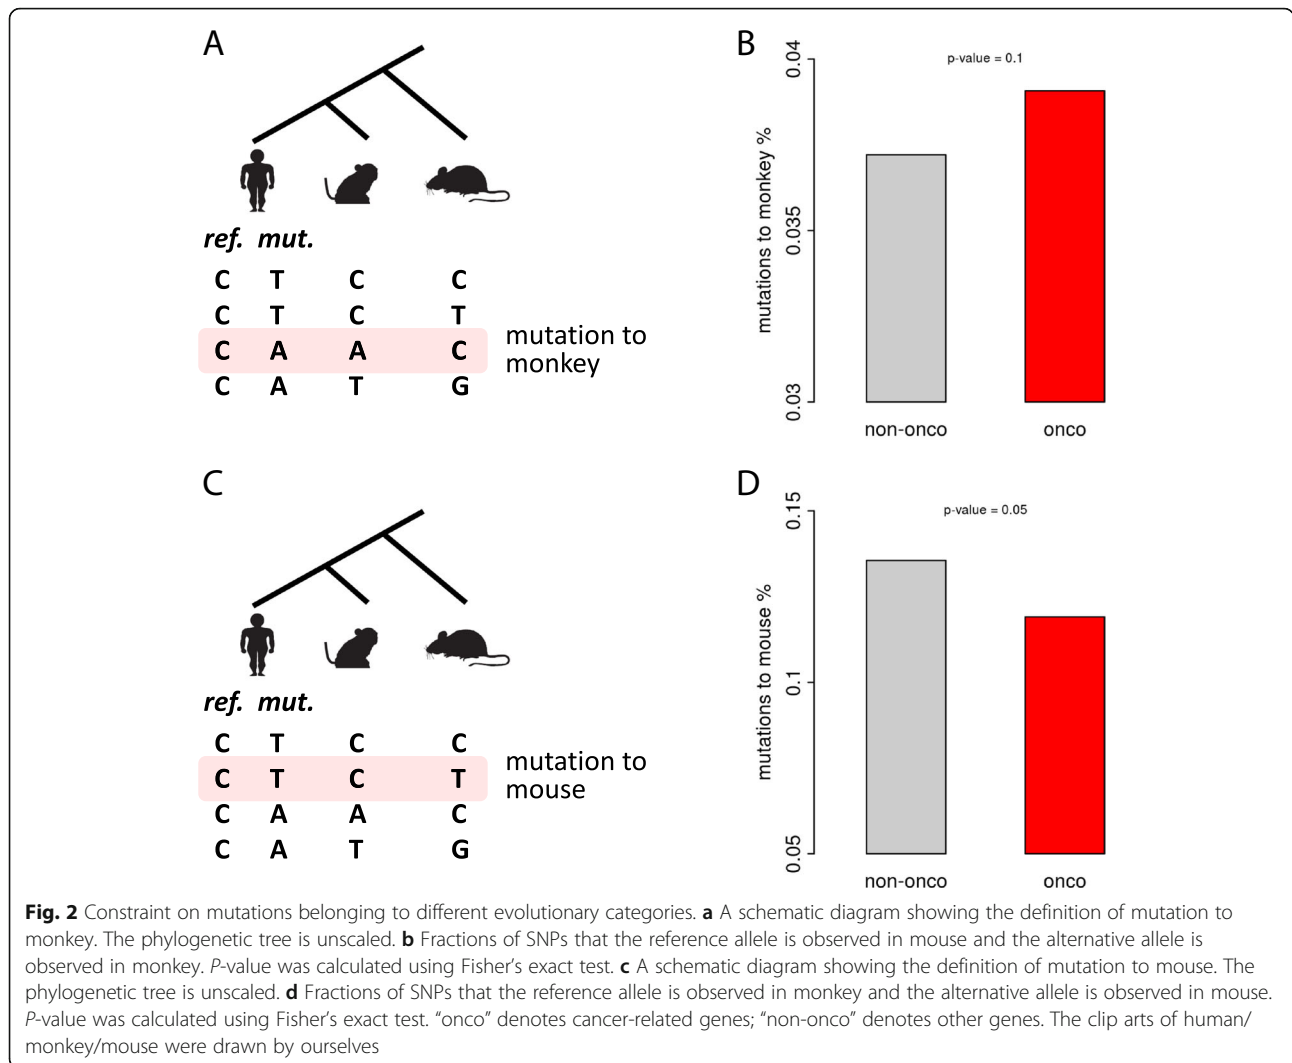 A
ref. mut.
C T C C
C T C T
C A A C
C A T G
mutation to
monkey
B
p-value = 0.1
mutations to monkey %
0.04
0.035
0.03
non-onco onco
C
ref. mut.
C T C C
C T C T
C A A C
C A T G
mutation to
mouse
D
p-value = 0.05
mutations to mouse %
0.15
0.1
0.05
non-onco onco
Fig. 2 Constraint on mutations belonging to different evolutionary categories. a A schematic diagram showing the definition of mutation to
monkey. The phylogenetic tree is unscaled. b Fractions of SNPs that the reference allele is observed in mouse and the alternative allele is
observed in monkey. P-value was calculated using Fisher's exact test. c A schematic diagram showing the definition of mutation to mouse. The
phylogenetic tree is unscaled. d Fractions of SNPs that the reference allele is observed in monkey and the alternative allele is observed in mouse.
P-value was calculated using Fisher's exact test. “onco” denotes cancer-related genes; “non-onco” denotes other genes. The clip arts of human/
monkey/mouse were drawn by ourselves